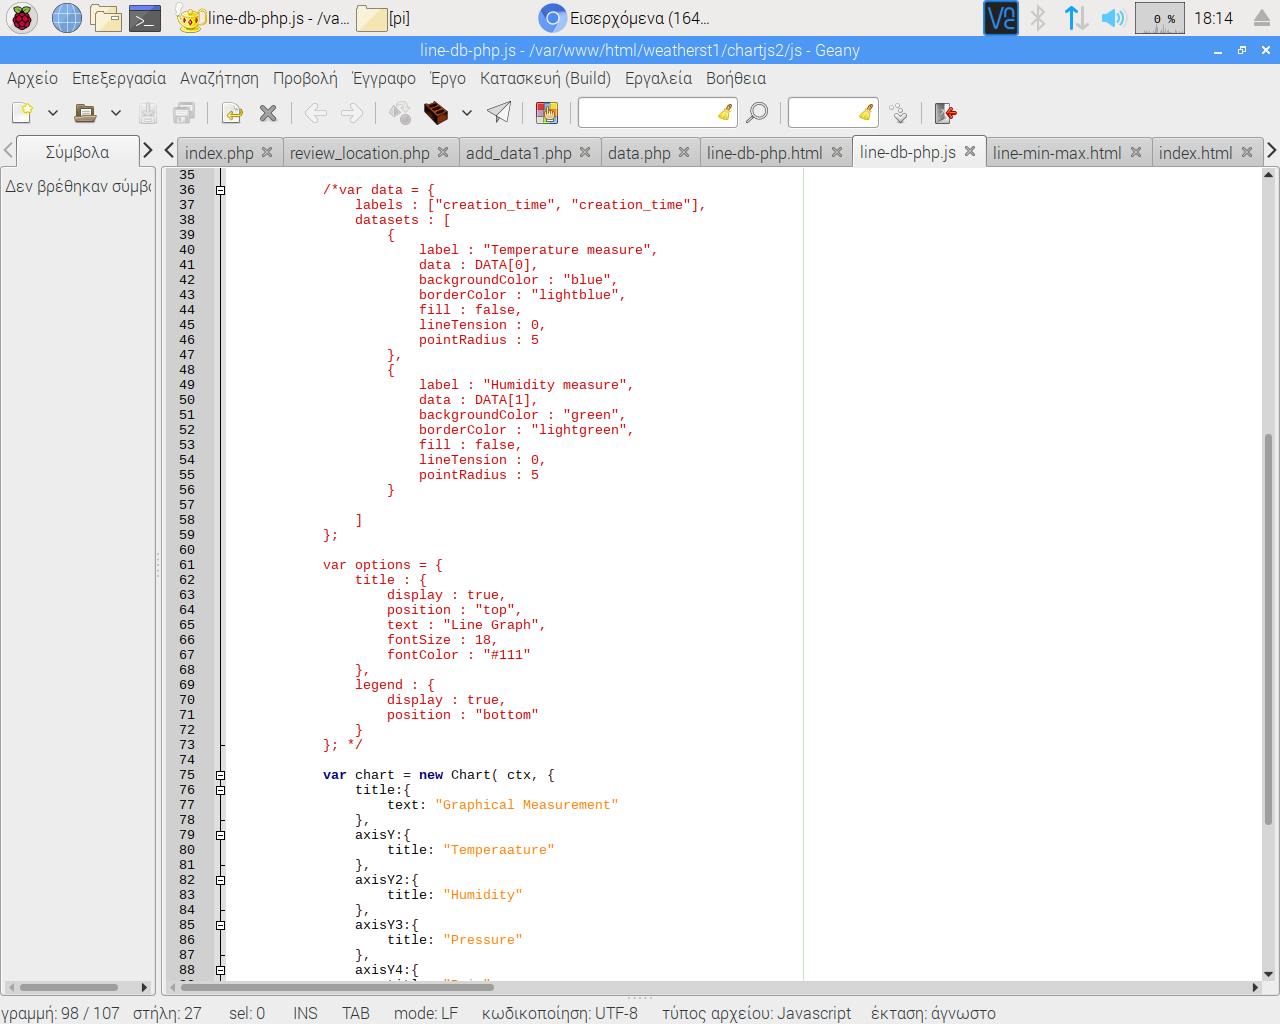 line-db-php.js - /va... [pi] Εισερχόμενα (164... 0 % 18:14
line-db-php.js - /var/www/html/weatherst1/chartjs2/js - Geany
Αρχείο Επεξεργασία Αναζήτηση Προβολή Έγγραφο Έργο Κατασκευή (Build) Εργαλεία Βοήθεια
Σύμβολα index.php review_location.php add_data1.php data.php line-db-php.html line-db-php.js line-min-max.html index.html
Δεν βρέθηκαν σύμβο
35
36 /*var data = {
37 labels : ["creation_time", "creation_time"],
38 datasets : [
39 {
40 label : "Temperature measure",
41 data : DATA[0],
42 backgroundColor : "blue",
43 borderColor : "lightblue",
44 fill : false,
45 lineTension : 0,
46 pointRadius : 5
47 },
48 {
49 label : "Humidity measure",
50 data : DATA[1],
51 backgroundColor : "green",
52 borderColor : "lightgreen",
53 fill : false,
54 lineTension : 0,
55 pointRadius : 5
56 }
57
58 ]
59 };
60
61 var options = {
62 title : {
63 display : true,
64 position : "top",
65 text : "Line Graph",
66 fontSize : 18,
67 fontColor : "#111"
68 },
69 legend : {
70 display : true,
71 position : "bottom"
72 }
73 }; */
74
75 var chart = new Chart( ctx, {
76 title:{
77 text: "Graphical Measurement"
78 },
79 axisY:{
80 title: "Temperaature"
81 },
82 axisY2:{
83 title: "Humidity"
84 },
85 axisY3:{
86 title: "Pressure"
87 },
88 axisY4:{
γραμμή: 98 / 107 στήλη: 27 sel: 0 INS TAB mode: LF κωδικοποίηση: UTF-8 τύπος αρχείου: Javascript έκταση: άγνωστο